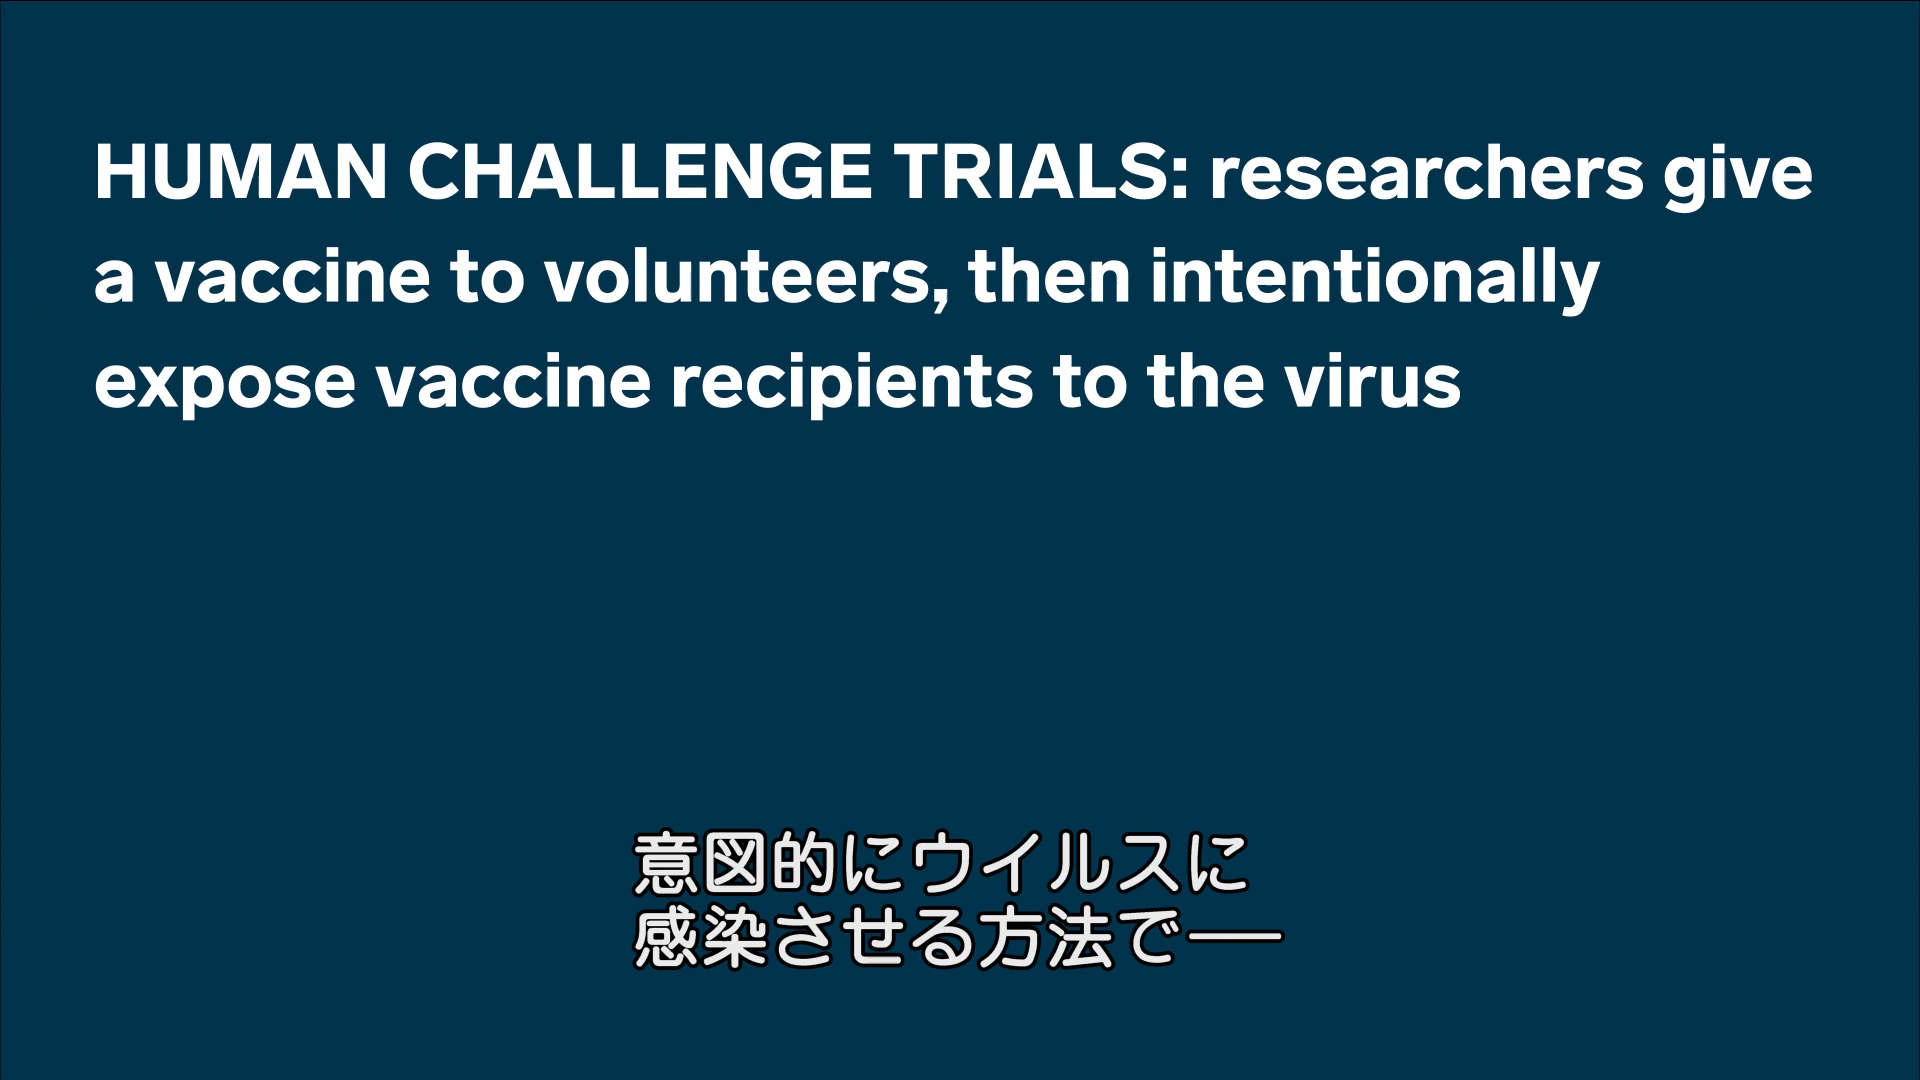 HUMAN CHALLENGE TRIALS: researchers give
a vaccine to volunteers, then intentionally
expose vaccine recipients to the virus
意図的にウイルスに
感染させる方法で──